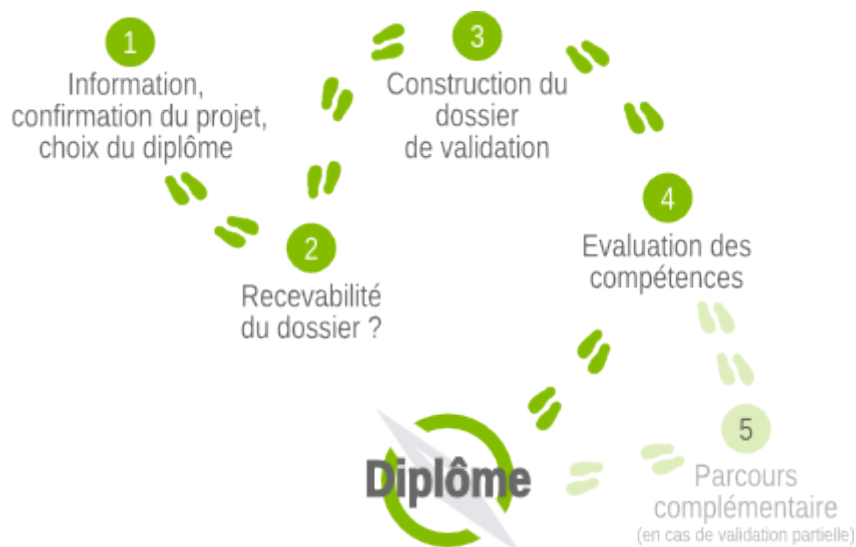 1
Information,
confirmation du projet,
choix du diplôme
2
Recevabilité
du dossier ?
3
Construction du
dossier
de validation
4
Evaluation des
compétences
5
Parcours
complémentaire
(en cas de validation partielle)
Diplôme